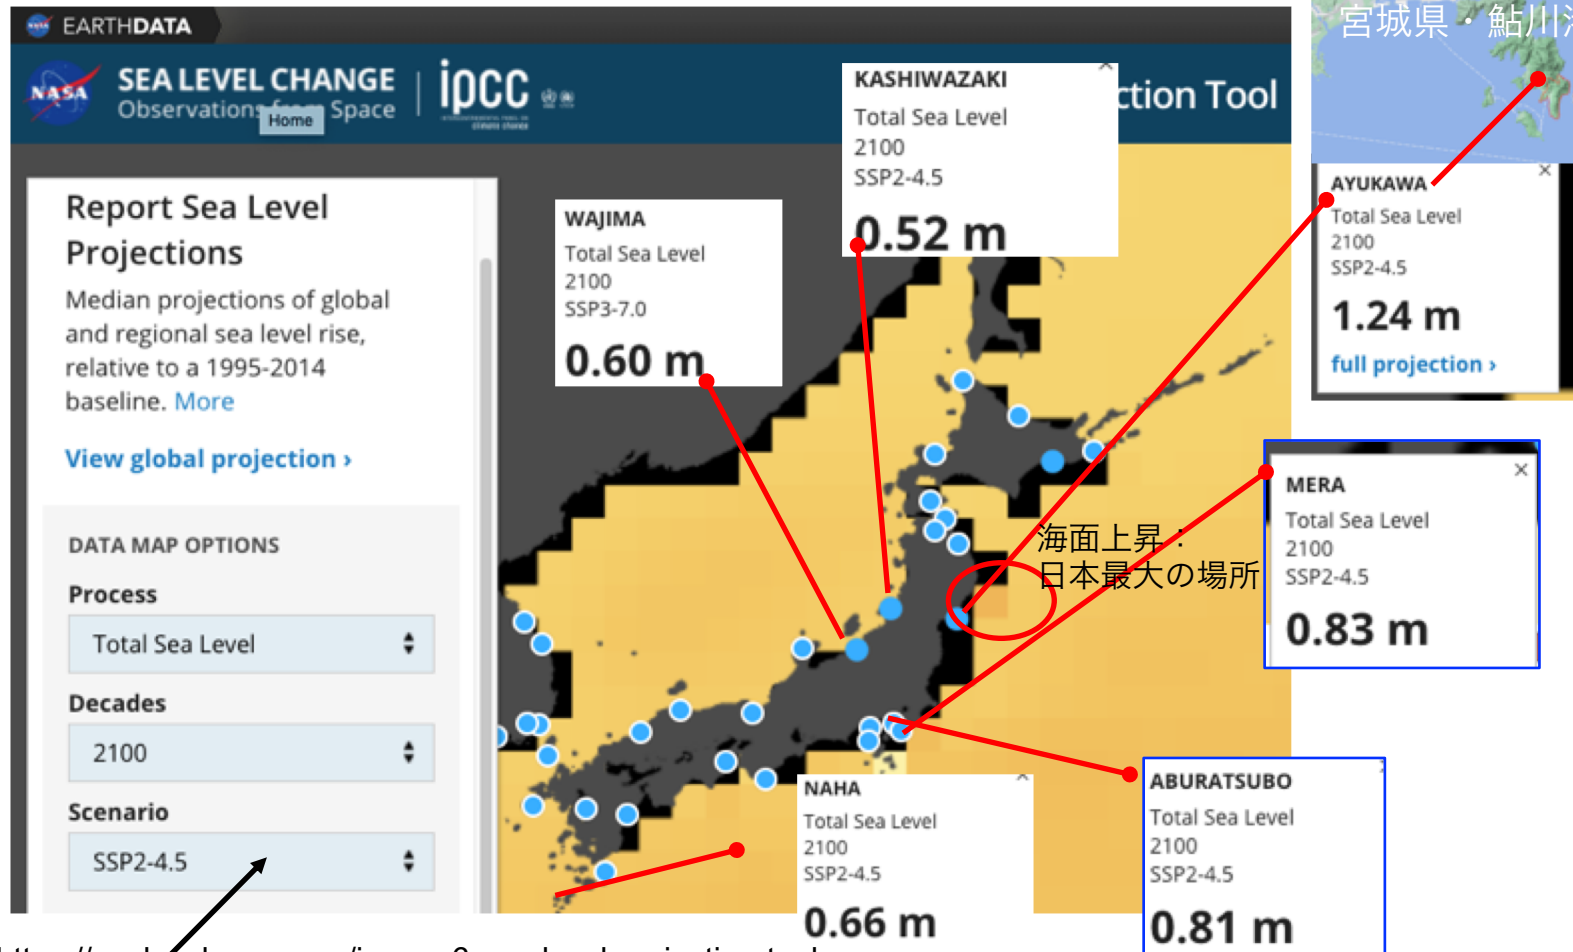 EARTHDATA
NASA
SEA LEVEL CHANGE
Observations from Space
Home
ipcc
climate change
ction Tool
Report Sea Level
Projections
Median projections of global
and regional sea level rise,
relative to a 1995-2014
baseline. More
View global projection ›
DATA MAP OPTIONS
Process
Total Sea Level
Decades
2100
Scenario
SSP2-4.5
WAJIMA
Total Sea Level
2100
SSP3-7.0
0.60 m
KASHIWAZAKI
Total Sea Level
2100
SSP2-4.5
0.52 m
宮城県・鮎川
AYUKAWA
Total Sea Level
2100
SSP2-4.5
1.24 m
full projection ›
海面上昇：
日本最大の場所
MERA
Total Sea Level
2100
SSP2-4.5
0.83 m
NAHA
Total Sea Level
2100
SSP2-4.5
0.66 m
ABURATSUBO
Total Sea Level
2100
SSP2-4.5
0.81 m